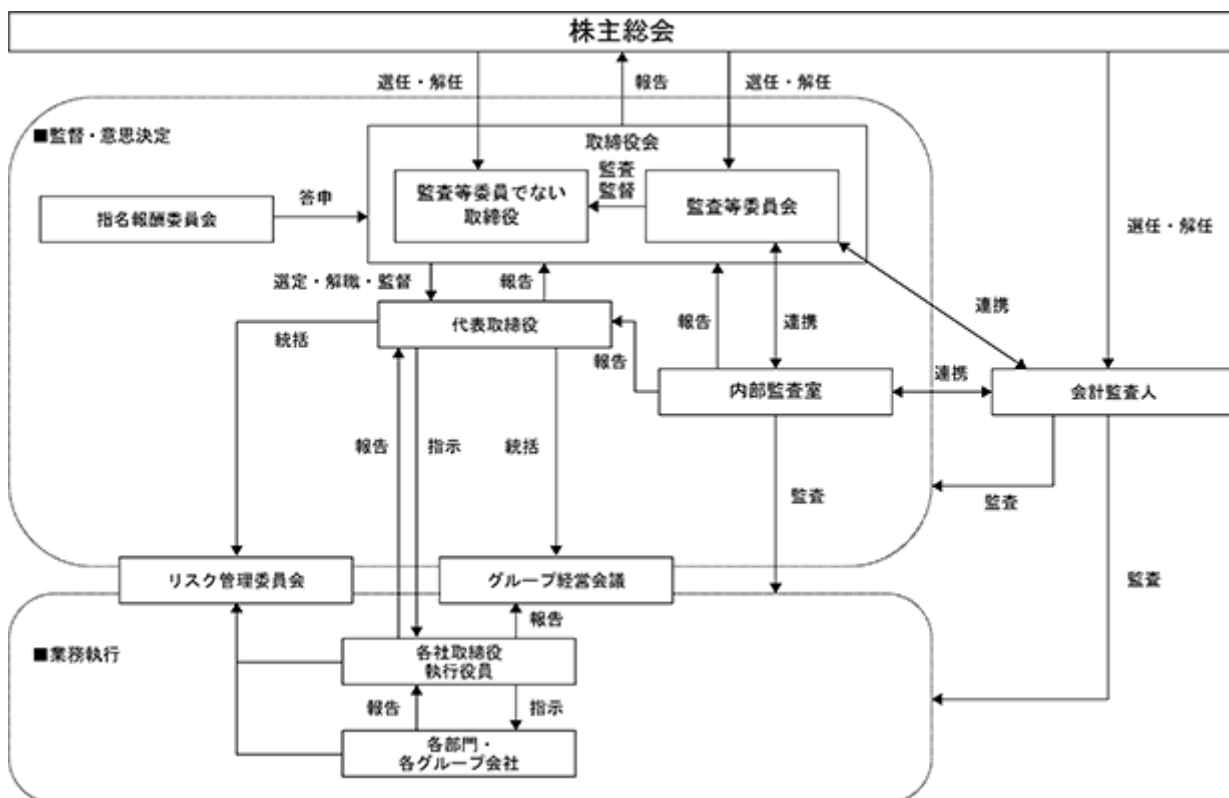 株主総会
選任・解任
報告
選任・解任
■監督・意思決定
取締役会
監査
監督
監査等委員でない
取締役
監査等委員会
答申
指名報酬委員会
選任・解任
選定・解職・監督
報告
報告
連携
連携
代表取締役
統括
報告
内部監査室
連携
会計監査人
報告
指示
統括
監査
監査
リスク管理委員会
グループ経営会議
監査
報告
■業務執行
各社取締役
執行役員
報告
指示
各部門・
各グループ会社